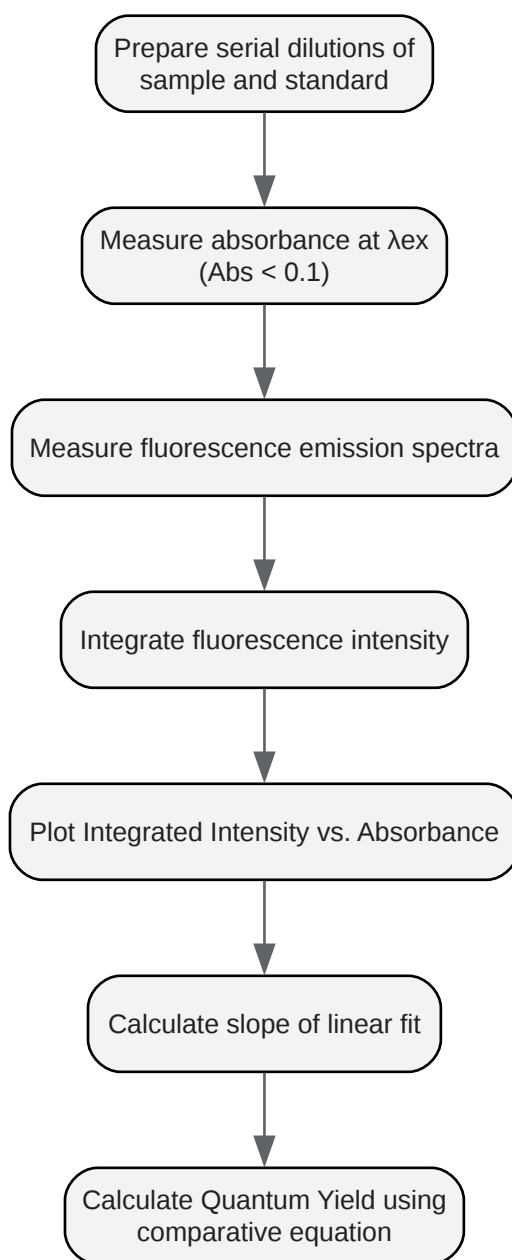 Prepare serial dilutions of
sample and standard
Measure absorbance at λex
(Abs < 0.1)
Measure fluorescence emission spectra
Integrate fluorescence intensity
Plot Integrated Intensity vs. Absorbance
Calculate slope of linear fit
Calculate Quantum Yield using
comparative equation